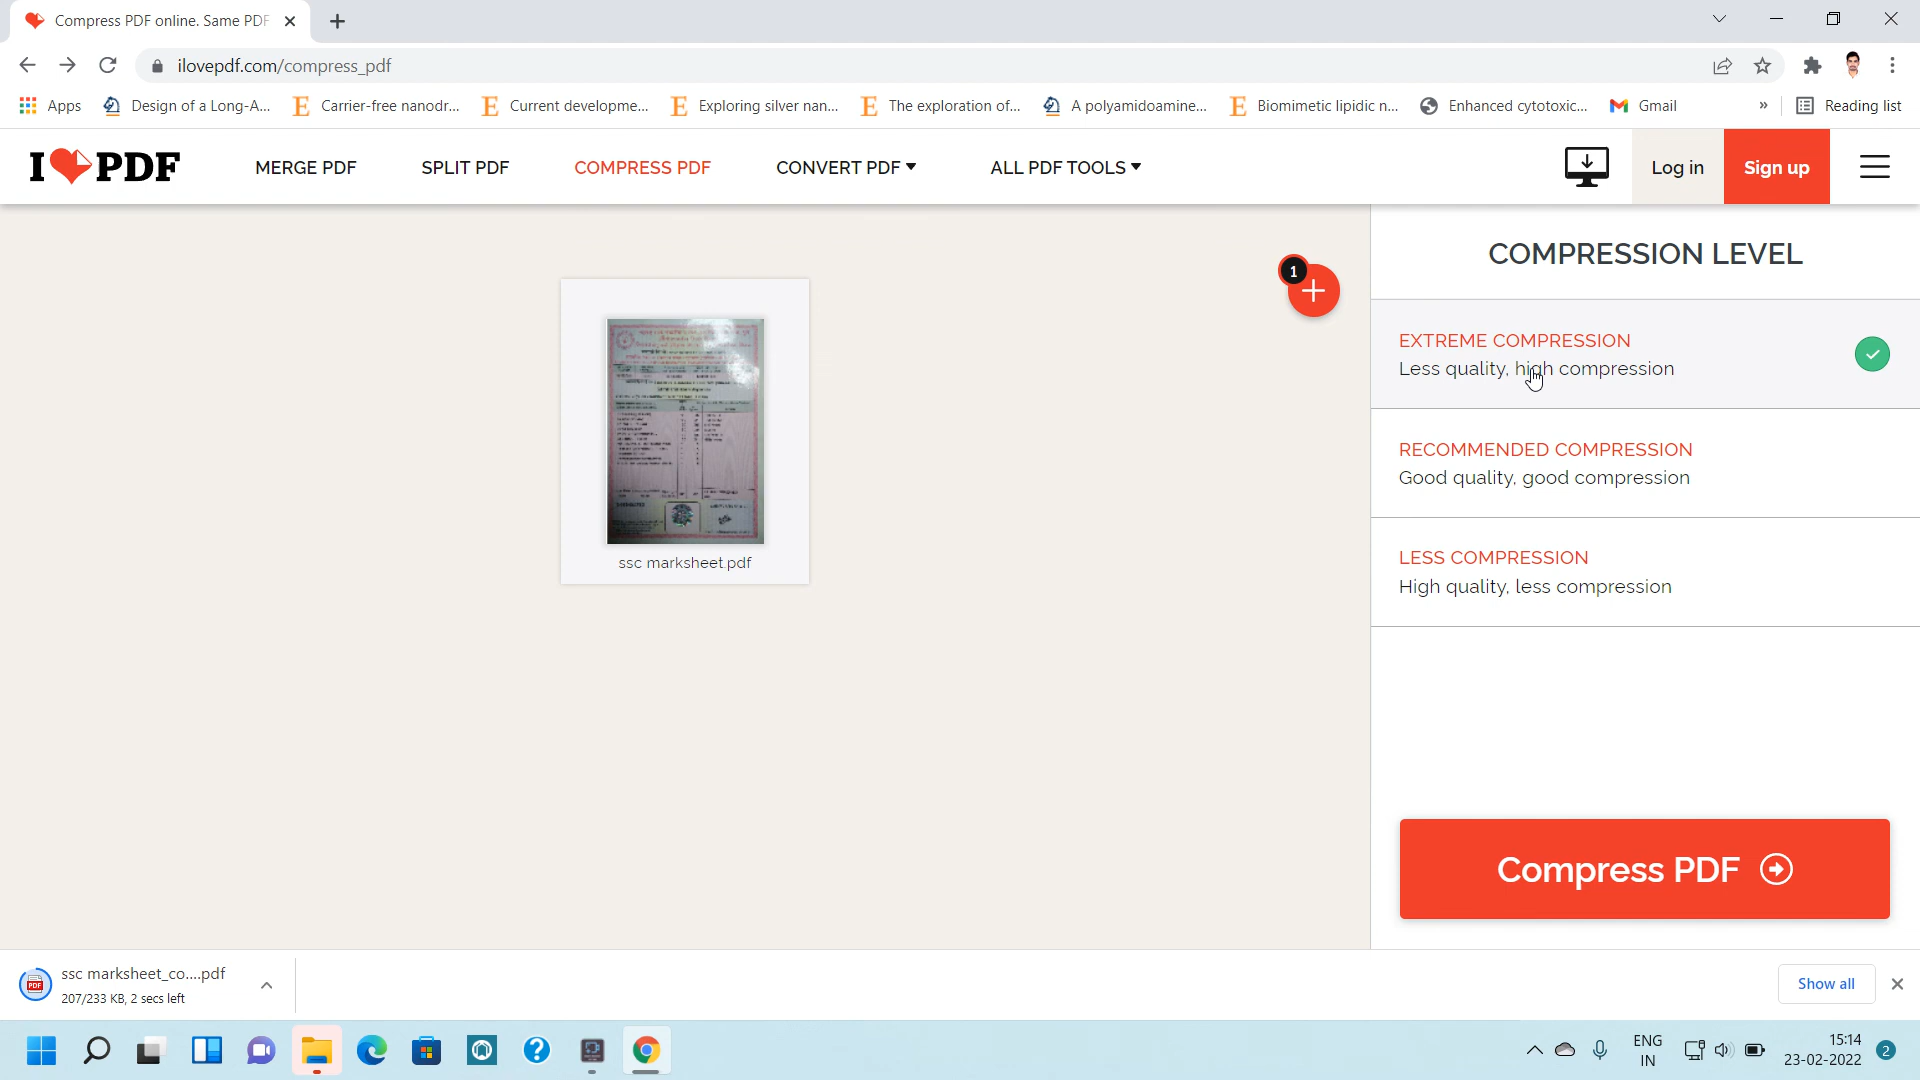 Compress PDF online. Same PDF
ilovepdf.com/compress_pdf
Apps
Design of a Long-A...
Carrier-free nanodr...
Current developme...
Exploring silver nan...
The exploration of...
A polyamidoamine...
Biomimetic lipidic n...
Enhanced cytotoxic...
Gmail
»
Reading list
I PDF
MERGE PDF
SPLIT PDF
COMPRESS PDF
CONVERT PDF
ALL PDF TOOLS
Log in
Sign up
COMPRESSION LEVEL
1
EXTREME COMPRESSION
Less quality, high compression
RECOMMENDED COMPRESSION
Good quality, good compression
LESS COMPRESSION
High quality, less compression
ssc marksheet.pdf
Compress PDF
PDF
ssc marksheet_co....pdf
207/233 KB, 2 secs left
Show all
ENG
IN
15:14
23-02-2022
2